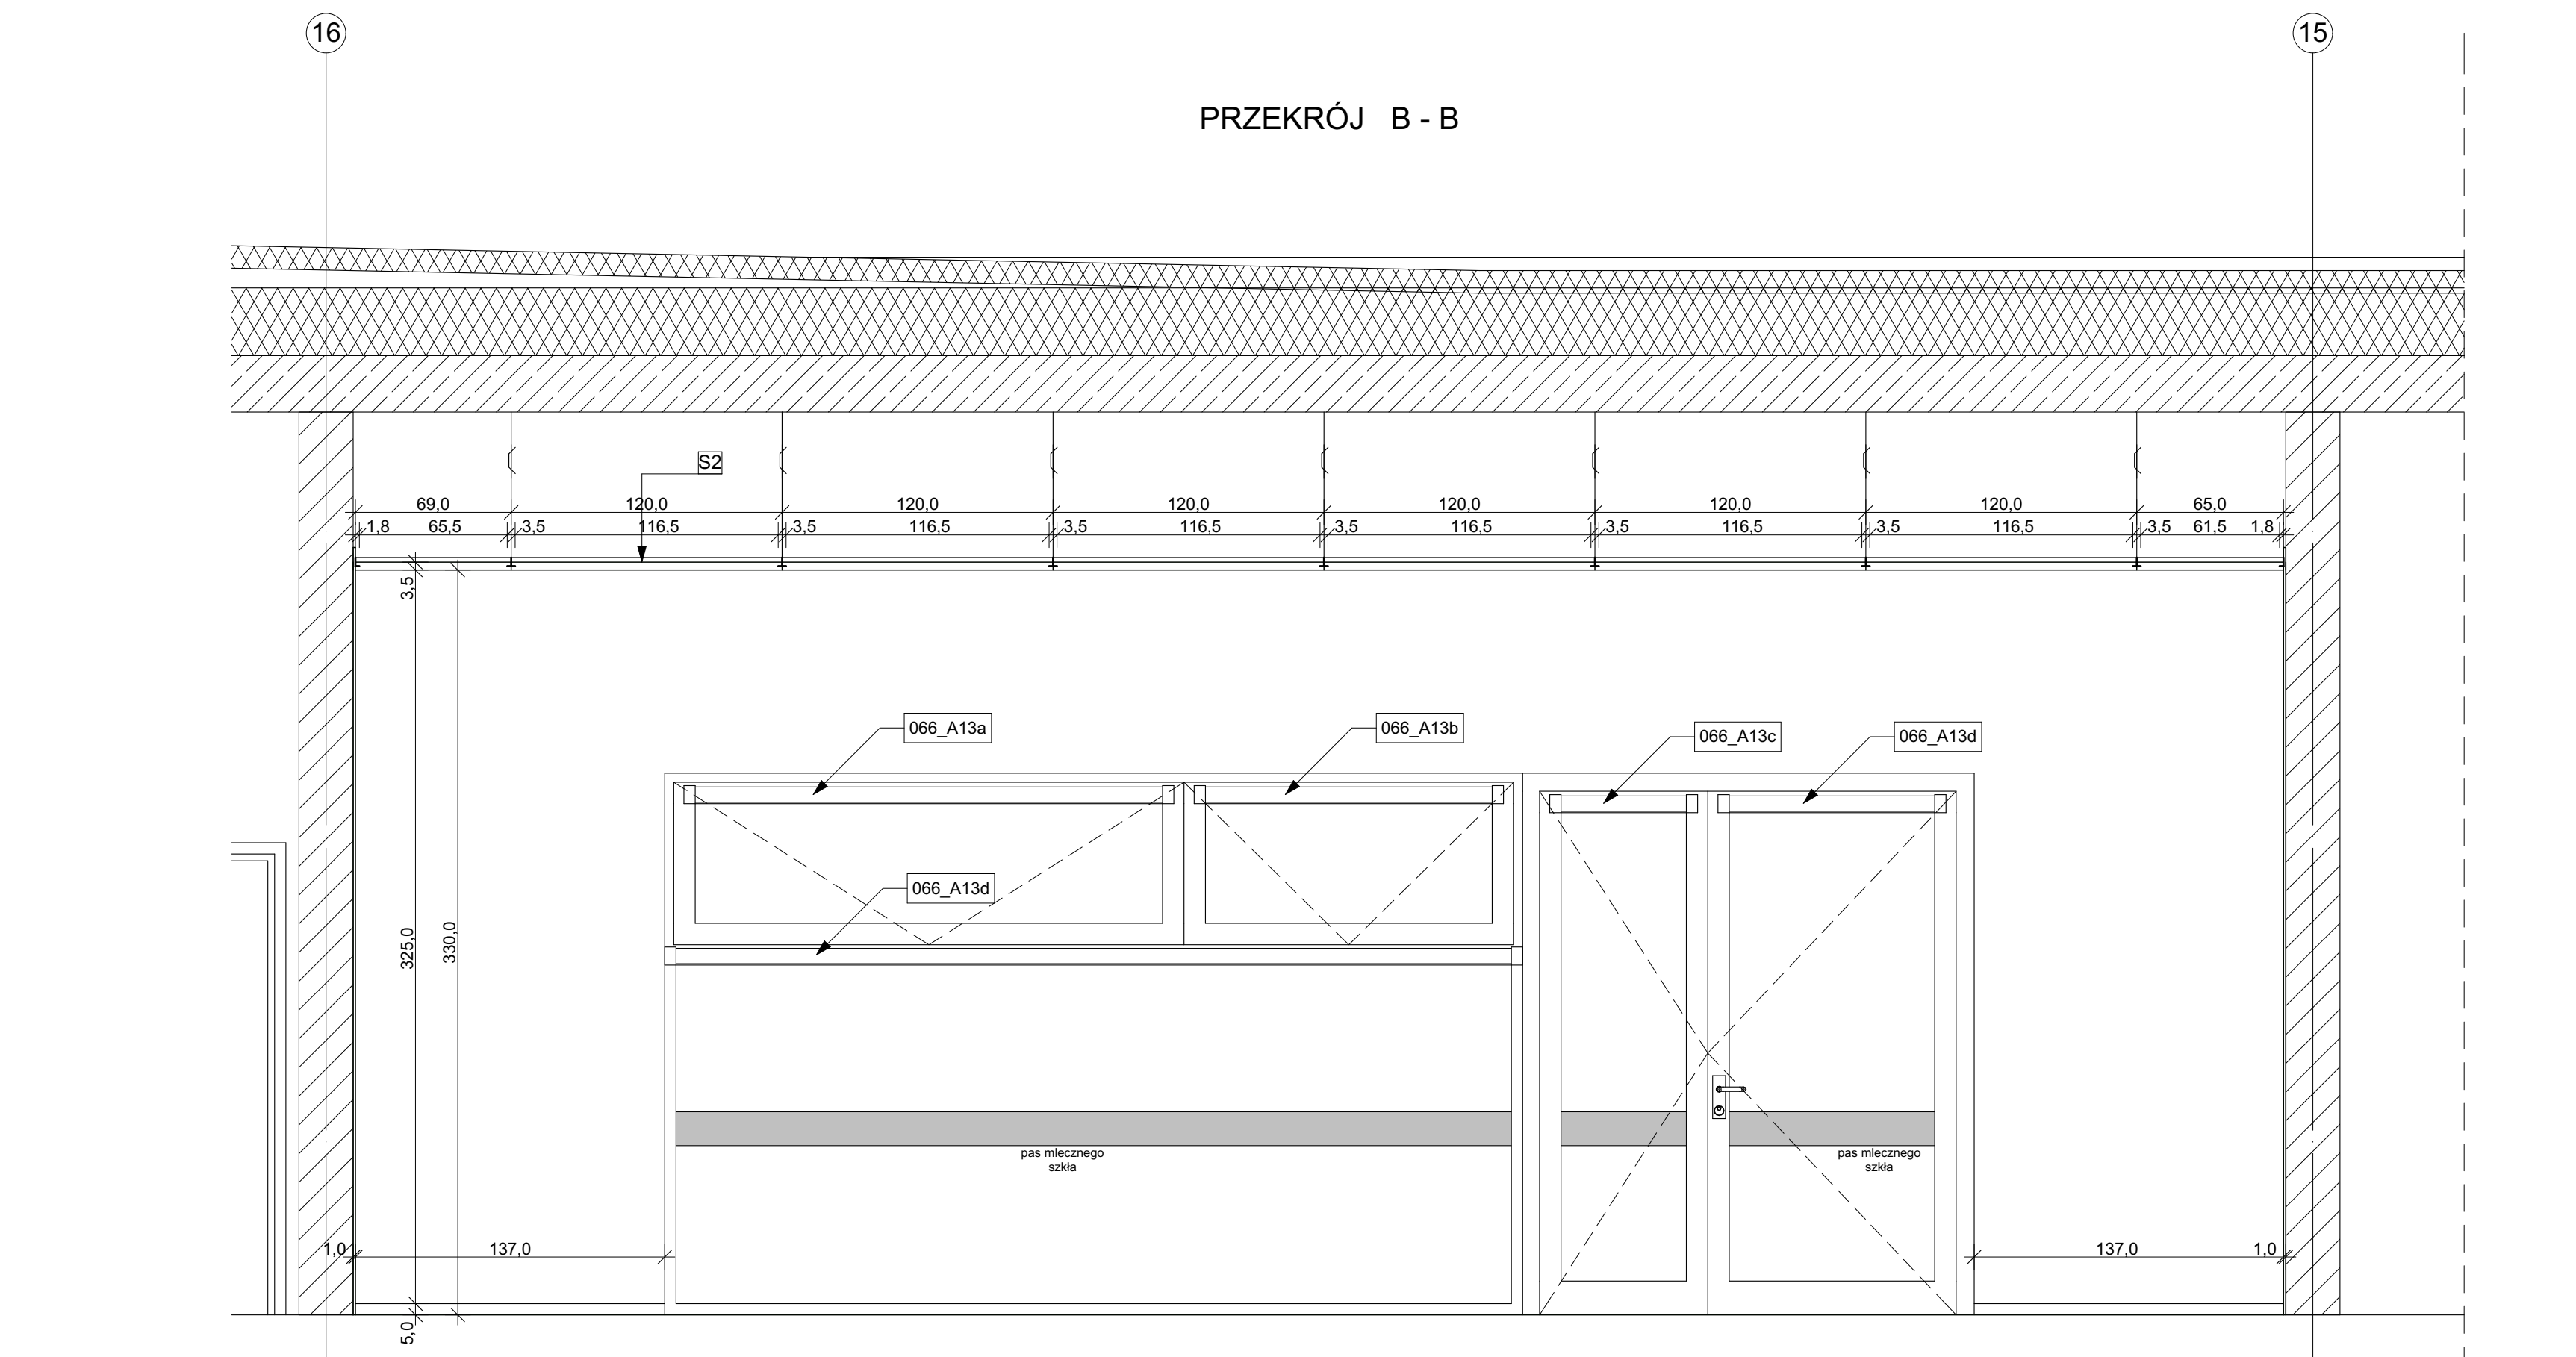 16
15
PRZEKRÓJ B - B
S2
69,0 120,0 120,0 120,0 120,0 120,0 120,0 65,0
1,8 65,5 3,5 116,5 3,5 116,5 3,5 116,5 3,5 116,5 3,5 116,5 3,5 116,5 3,5 61,5 1,8
3,5
066_A13a
066_A13b
066_A13c
066_A13d
066_A13d
325,0
330,0
pas mlecznego
szkła
pas mlecznego
szkła
1,0 137,0
137,0 1,0
5,0